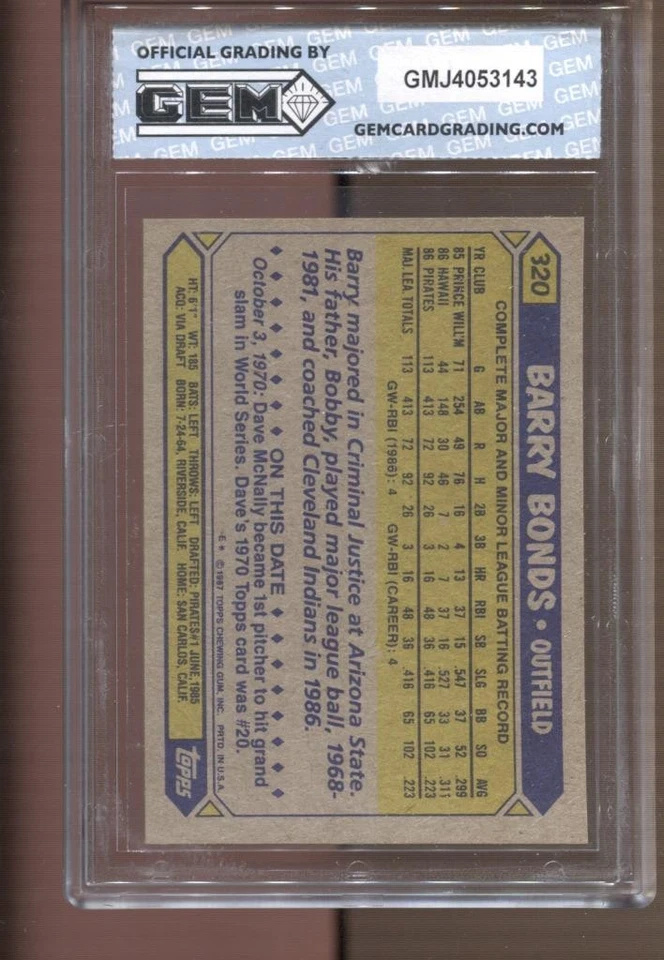 OFFICIAL GRADING BY
GEM
GMJ4053143
GEMCARDGRADING.COM
320
BARRY BONDS • OUTFIELD
COMPLETE MAJOR AND MINOR LEAGUE BATTING RECORD
YR CLUB G AB R H 2B 3B HR RBI SB SLG BB SO AVG
85 PRINCE WILL'M 71 254 49 76 16 4 13 37 15 .547 37 52 .299
86 HAWAII 44 148 30 46 7 2 7 37 16 .527 33 31 .311
86 PIRATES 113 413 72 92 26 3 16 48 36 .416 65 102 .223
MAJ. LEA TOTALS 113 413 72 92 26 3 16 48 36 .416 65 102 .223
GW-RBI (1986): 4 GW-RBI (CAREER): 4
Barry majored in Criminal Justice at Arizona State.
His father, Bobby, played major league ball, 1968-
1981, and coached Cleveland Indians in 1986.
ON THIS DATE
October 3, 1970: Dave McNally became 1st pitcher to hit grand
slam in World Series. Dave's 1970 Topps card was #20.
©1987 TOPPS CHEWING GUM, INC. PRTD. IN U.S.A.
HT: 6'1" WT: 185 BATS: LEFT THROWS: LEFT DRAFTED: PIRATES#1 JUNE, 1985
ACQ: VIA DRAFT BORN: 7-24-64, RIVERSIDE, CALIF. HOME: SAN CARLOS, CALIF.
TOPPS